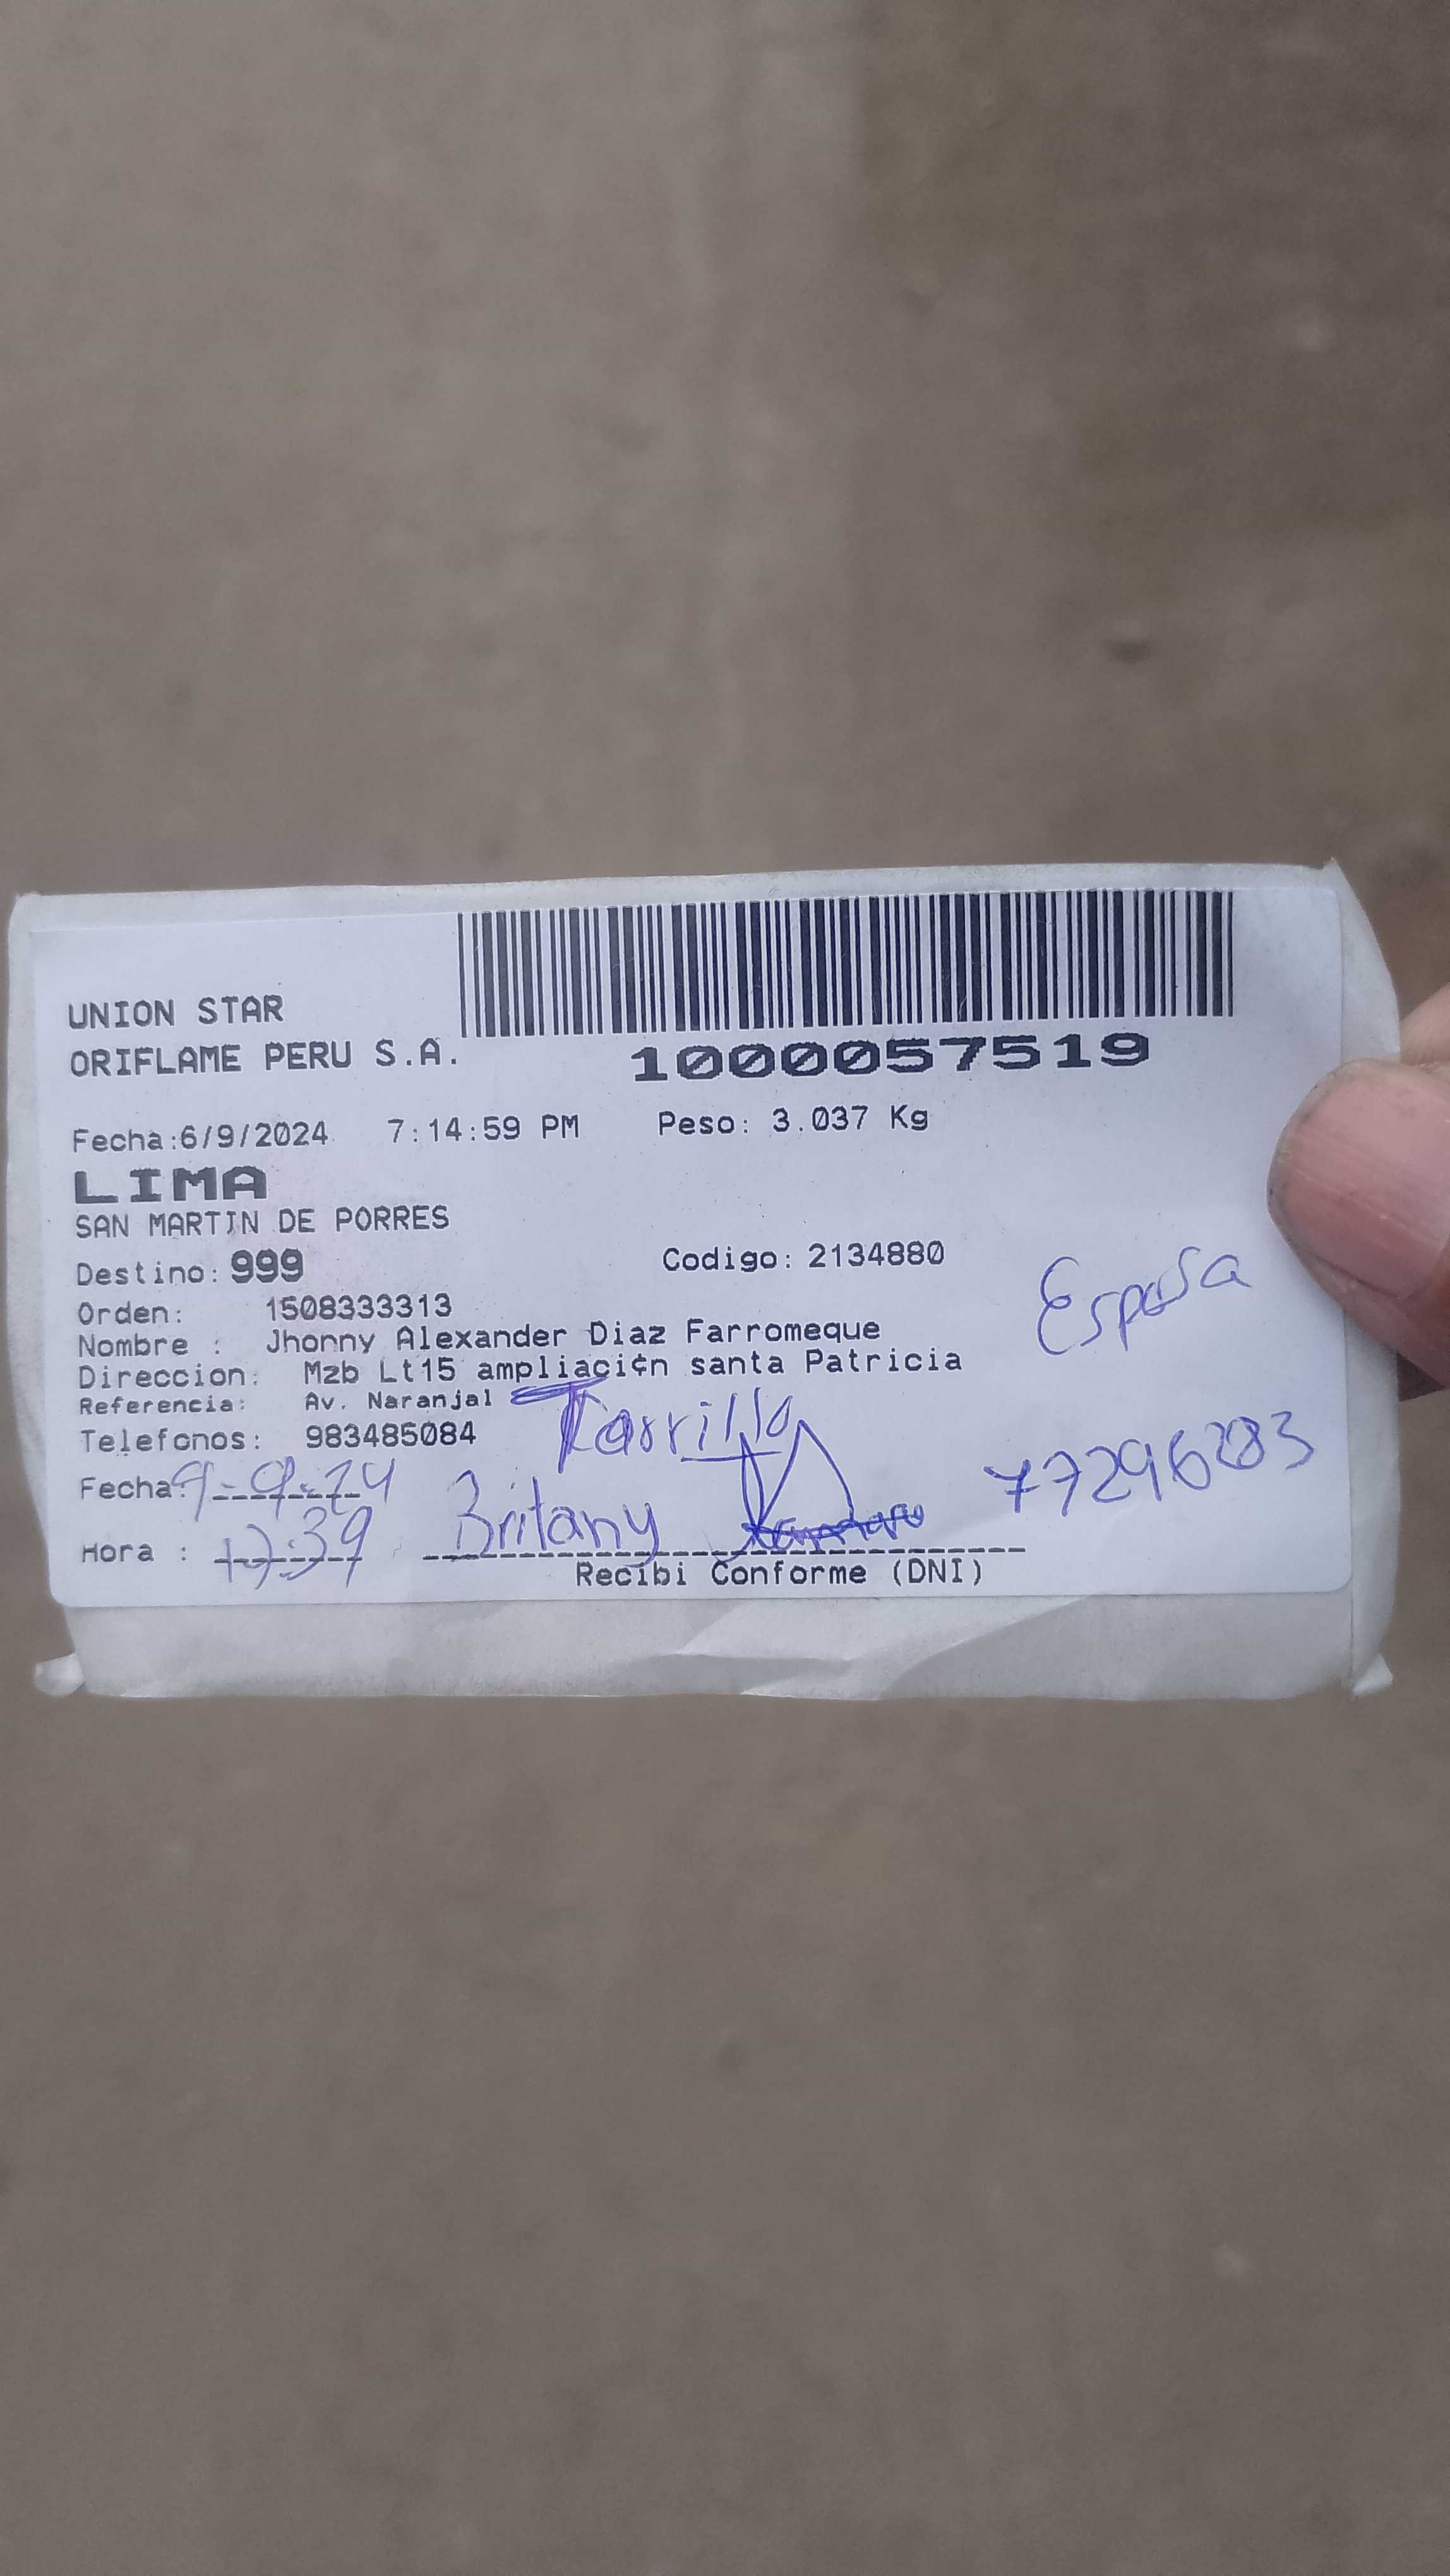 UNION STAR
ORIFLAME PERU S.A.
1000057519
Fecha:6/9/2024 7:14:59 PM Peso: 3.037 Kg
LIMA
SAN MARTIN DE PORRES
Destino: 999 Codigo: 2134880
Esposa
Orden: 1508333313
Nombre : Jhonny Alexander Diaz Farromeque
Direccion: Mzb Lt15 ampliaci¢n santa Patricia
Referencia: Av. Naranjal
Telefonos: 983485084
Tarrillo
Fecha: 9-9-24
77296283
Hora : 17:39 Britany
Recibi Conforme (DNI)